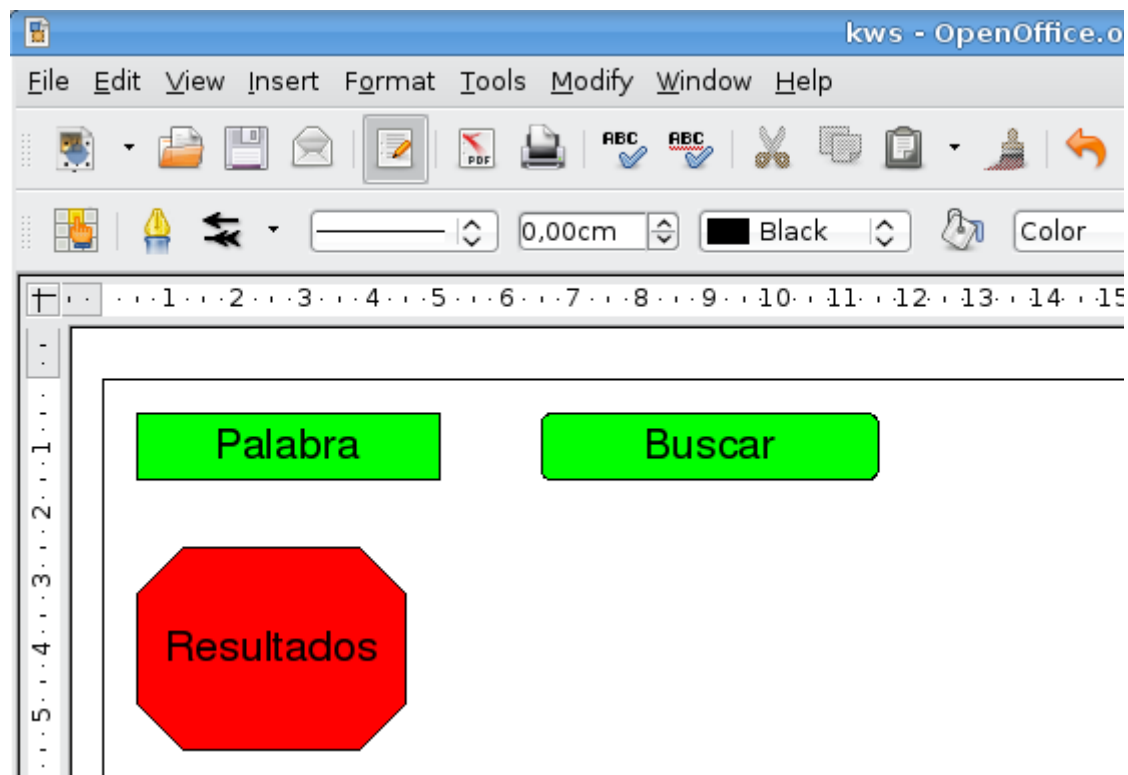 kws - OpenOffice.o
File Edit View Insert Format Tools Modify Window Help
PDF ABC ABC
0,00cm Black Color
1 2 3 4 5 6 7 8 9 10 11 12 13 14 15
1
2
3
4
5
Palabra Buscar
Resultados